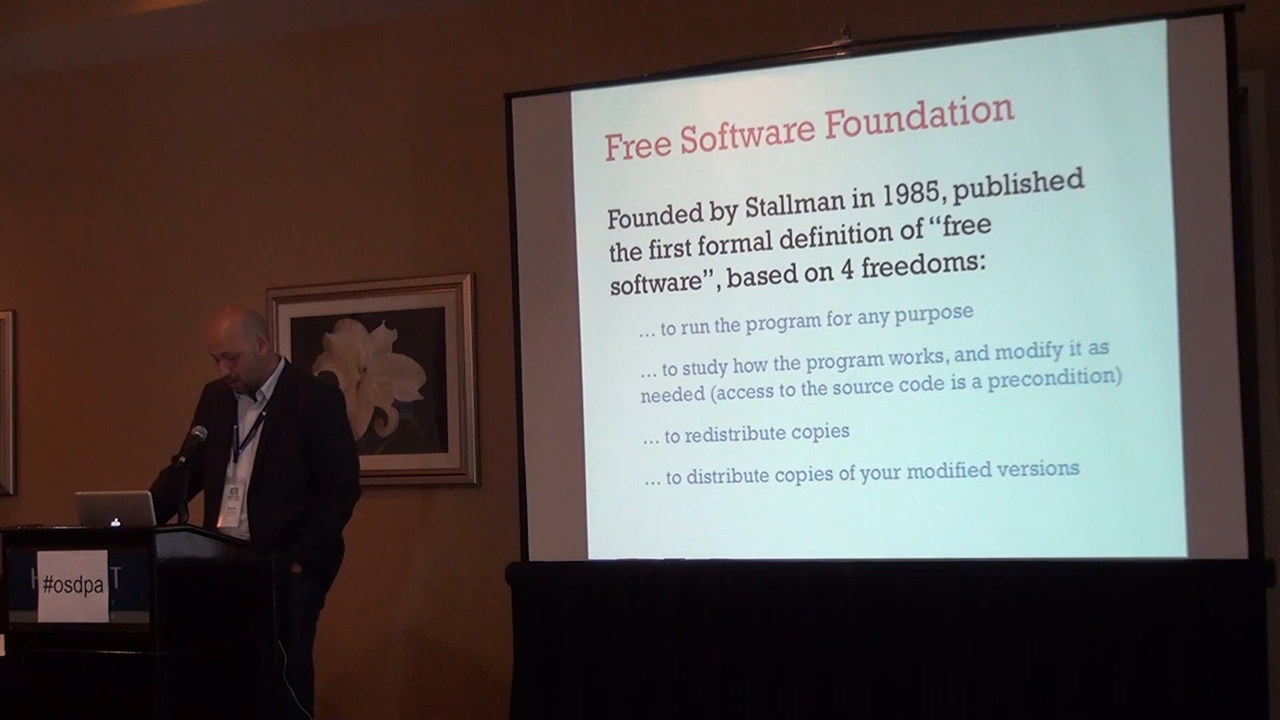 Free Software Foundation
Founded by Stallman in 1985, published
the first formal definition of “free
software”, based on 4 freedoms:
... to run the program for any purpose
... to study how the program works, and modify it as
needed (access to the source code is a precondition)
... to redistribute copies
... to distribute copies of your modified versions
#osdpa